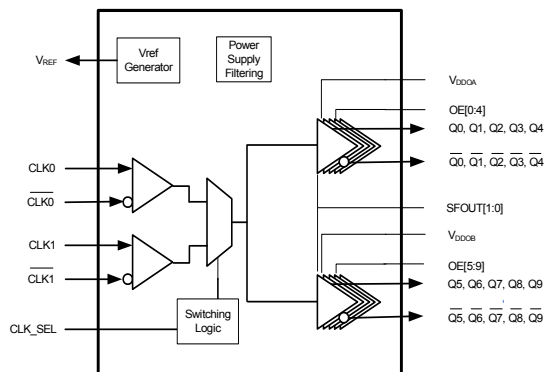 Vref
Generator
Power
Supply
Filtering
VREF
VDDOA
OE[0:4]
Q0, Q1, Q2, Q3, Q4
Q0, Q1, Q2, Q3, Q4
CLK0
CLK0
SFOUT[1:0]
CLK1
VDDOB
CLK1
OE[5:9]
Q5, Q6, Q7, Q8, Q9
Q5, Q6, Q7, Q8, Q9
Switching
Logic
CLK_SEL